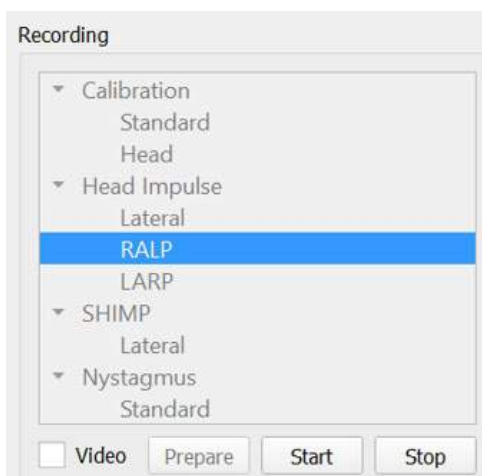 Recording
Calibration
Standard
Head
Head Impulse
Lateral
RALP
LARP
SHIMP
Lateral
Nystagmus
Standard
Video Prepare Start Stop